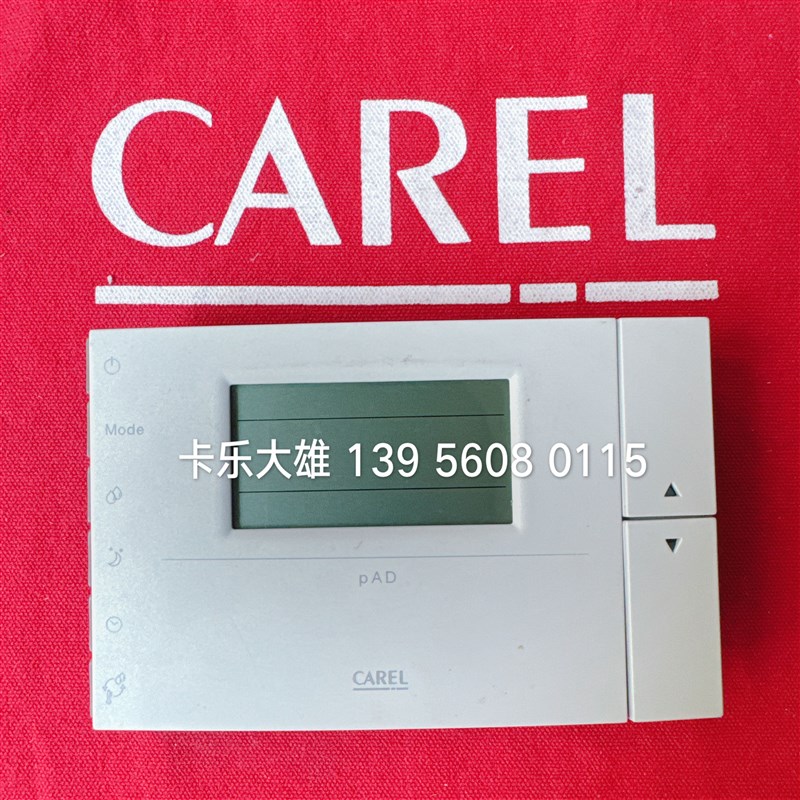 CAREL
Mode
卡乐大雄 139 5608 0115
▲
▼
pAD
CAREL